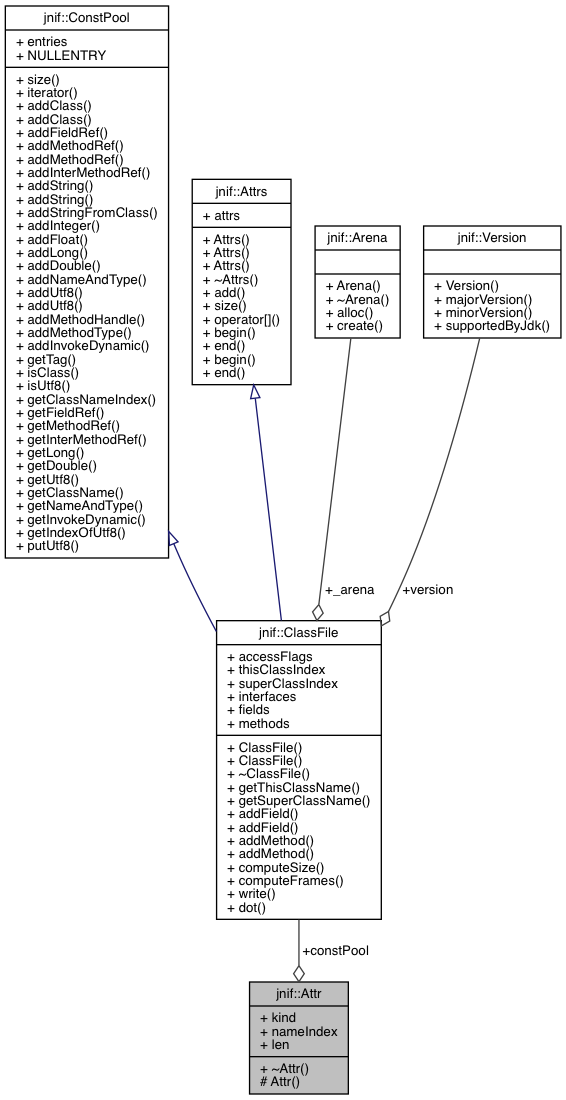 jnif::ConstPool
+ entries
+ NULLENTRY
+ size()
+ iterator()
+ addClass()
+ addClass()
+ addFieldRef()
+ addMethodRef()
+ addMethodRef()
+ addInterMethodRef()
+ addString()
+ addString()
+ addStringFromClass()
+ addInteger()
+ addFloat()
+ addLong()
+ addDouble()
+ addNameAndType()
+ addUtf8()
+ addUtf8()
+ addMethodHandle()
+ addMethodType()
+ addInvokeDynamic()
+ getTag()
+ isClass()
+ isUtf8()
+ getClassNameIndex()
+ getFieldRef()
+ getMethodRef()
+ getInterMethodRef()
+ getLong()
+ getDouble()
+ getUtf8()
+ getClassName()
+ getNameAndType()
+ getInvokeDynamic()
+ getIndexOfUtf8()
+ putUtf8()
jnif::Attrs
+ attrs
+ Attrs()
+ Attrs()
+ Attrs()
+ ~Attrs()
+ add()
+ size()
+ operator[]()
+ begin()
+ end()
+ begin()
+ end()
jnif::Arena
+ Arena()
+ ~Arena()
+ alloc()
+ create()
jnif::Version
+ Version()
+ majorVersion()
+ minorVersion()
+ supportedByJdk()
+_arena
+version
jnif::ClassFile
+ accessFlags
+ thisClassIndex
+ superClassIndex
+ interfaces
+ fields
+ methods
+ ClassFile()
+ ClassFile()
+ ~ClassFile()
+ getThisClassName()
+ getSuperClassName()
+ addField()
+ addField()
+ addMethod()
+ addMethod()
+ computeSize()
+ computeFrames()
+ write()
+ dot()
+constPool
jnif::Attr
+ kind
+ nameIndex
+ len
+ ~Attr()
# Attr()